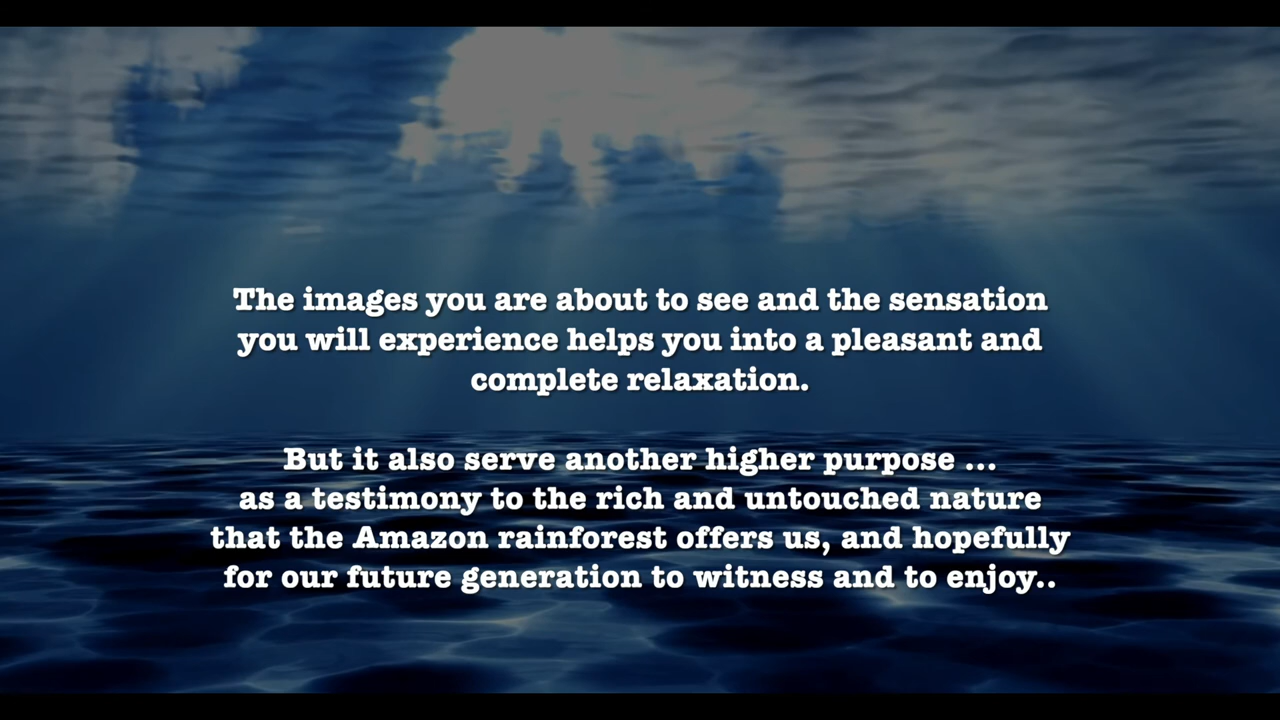 The images you are about to see and the sensation
you will experience helps you into a pleasant and
complete relaxation.
But it also serve another higher purpose ...
as a testimony to the rich and untouched nature
that the Amazon rainforest offers us, and hopefully
for our future generation to witness and to enjoy..